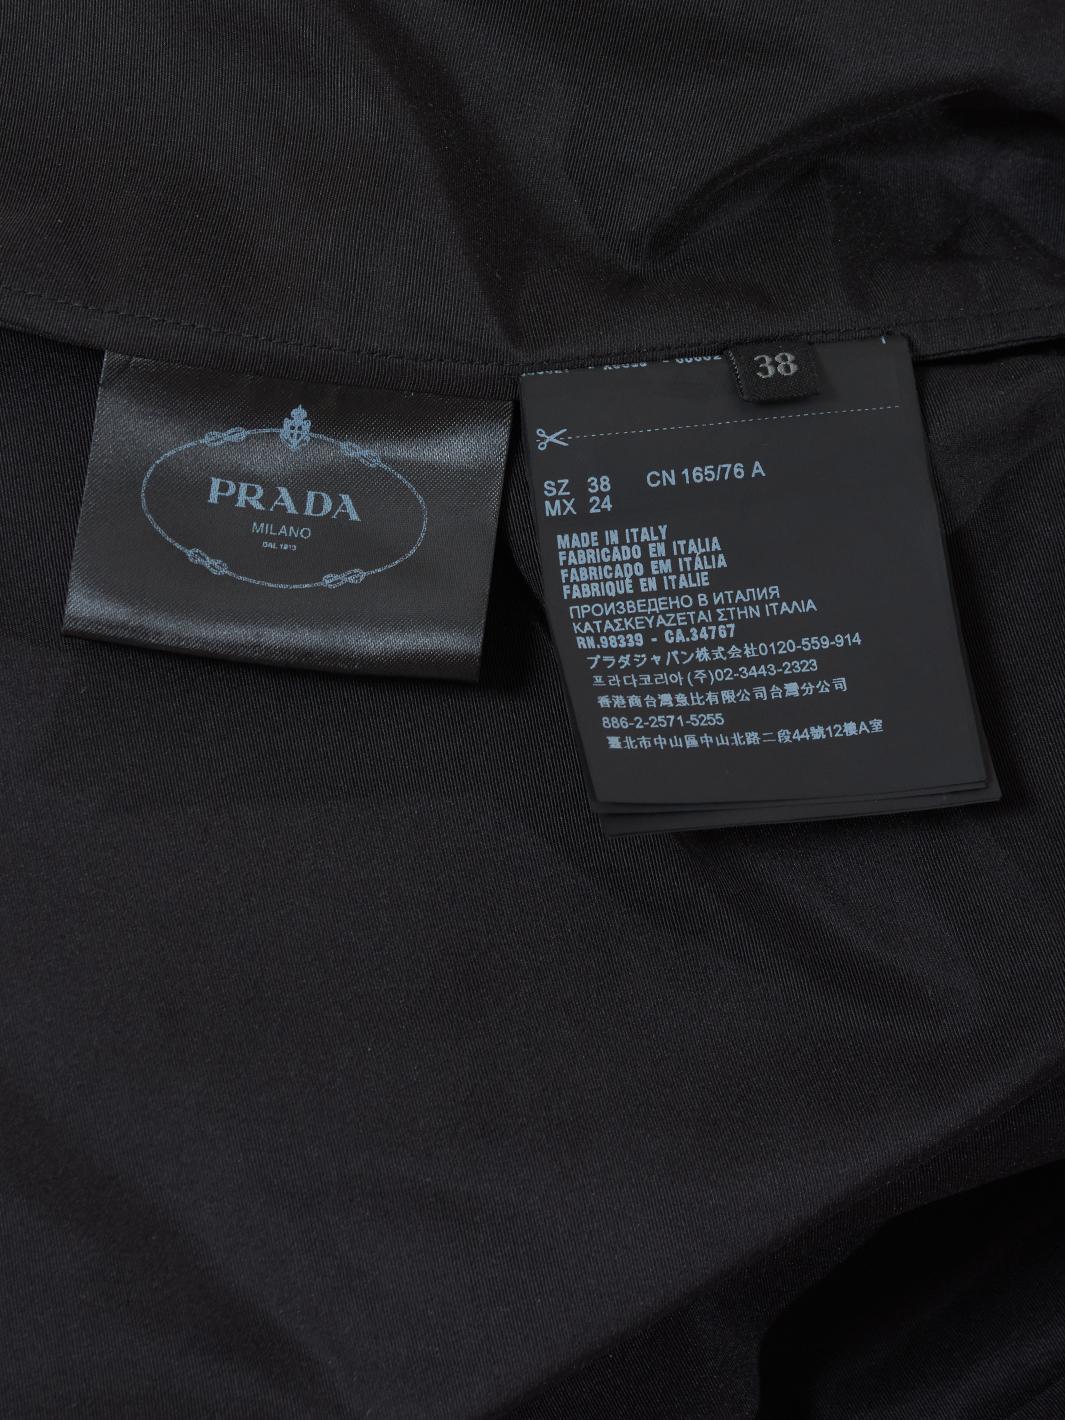 PRADA
MILANO
DAL 1913
38
SZ 38 CN 165/76 A
MX 24
MADE IN ITALY
FABRICADO EN ITALIA
FABRICADO EM ITÁLIA
FABRIQUÉ EN ITALIE
ПРОИЗВЕДЕНО В ИТАЛИЯ
ΚΑΤΑΣΚΕΥΑΖΕΤΑΙ ΣΤΗΝ ΙΤΑΛΙΑ
RN.98339 - CA.34767
プラダジャパン株式会社0120-559-914
프라다코리아(주)02-3443-2323
香港商台灣意比有限公司台灣分公司
886-2-2571-5255
臺北市中山區中山北路二段44號12樓A室